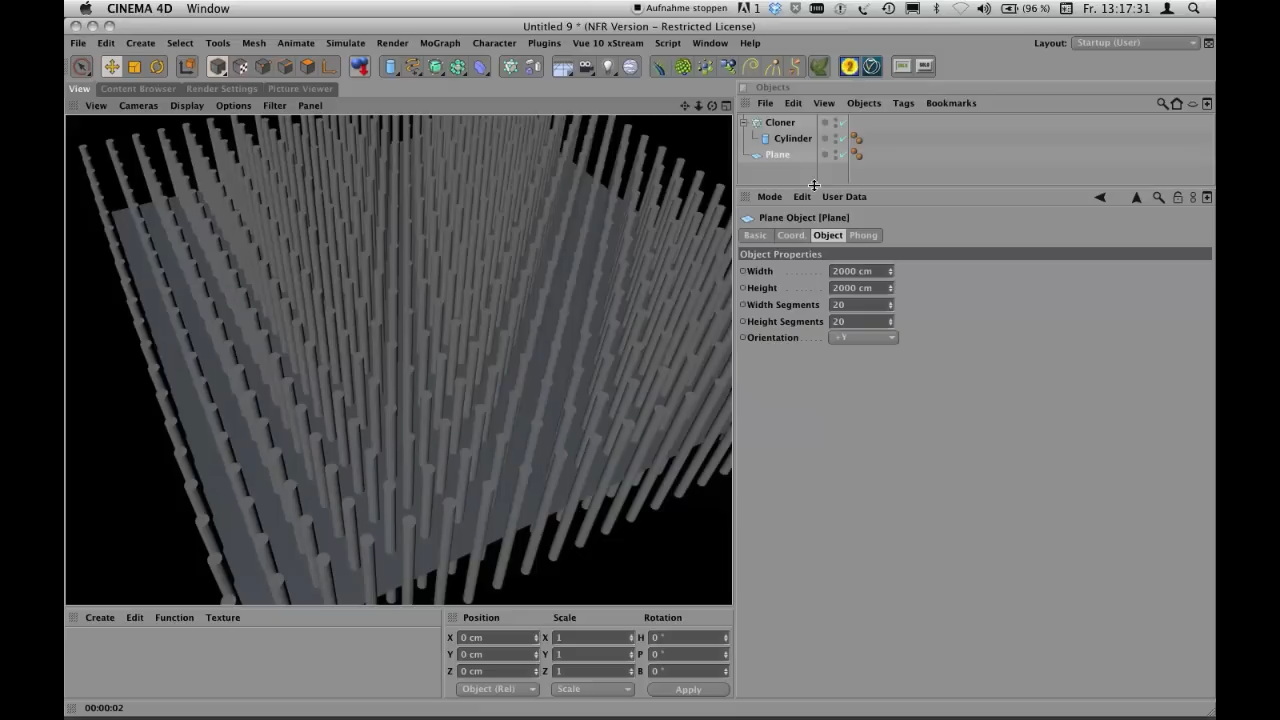 CINEMA 4D Window Aufnahme stoppen 1 (96 %) Fr. 13:17:31
Untitled 9 * (NFR Version - Restricted License)
File Edit Create Select Tools Mesh Animate Simulate Render MoGraph Character Plugins Vue 10 xStream Script Window Help Layout: Startup (User)
View Content Browser Render Settings Picture Viewer
Objects
View Cameras Display Options Filter Panel
File Edit View Objects Tags Bookmarks
Cloner
Cylinder
Plane
Mode Edit User Data
Plane Object [Plane]
Basic Coord. Object Phong
Object Properties
Width 2000 cm
Height 2000 cm
Width Segments 20
Height Segments 20
Orientation +Y
Create Edit Function Texture
Position Scale Rotation
X 0 cm X 1 H 0 °
Y 0 cm Y 1 P 0 °
Z 0 cm Z 1 B 0 °
Object (Rel) Scale Apply
00:00:02